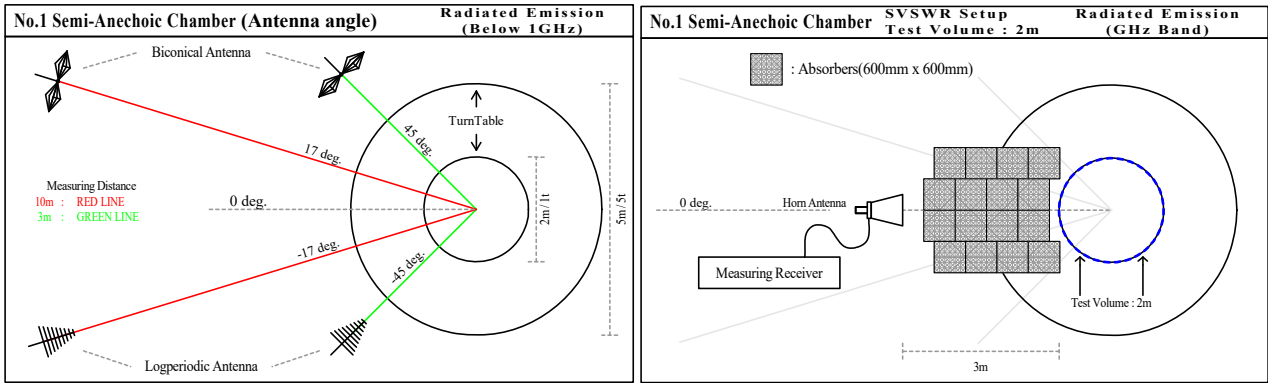 No.1 Semi-Anechoic Chamber (Antenna angle)
Radiated Emission
(Below 1GHz)
Biconical Antenna
TurnTable
45 deg.
17 deg.
Measuring Distance
10m : RED LINE
3m : GREEN LINE
0 deg.
2m / 1t
5m / 5t
-17 deg.
-45 deg.
Logperiodic Antenna
No.1 Semi-Anechoic Chamber
SVSWR Setup
Test Volume : 2m
Radiated Emission
(GHz Band)
: Absorbers(600mm x 600mm)
0 deg.
Horn Antenna
Measuring Receiver
Test Volume : 2m
3m